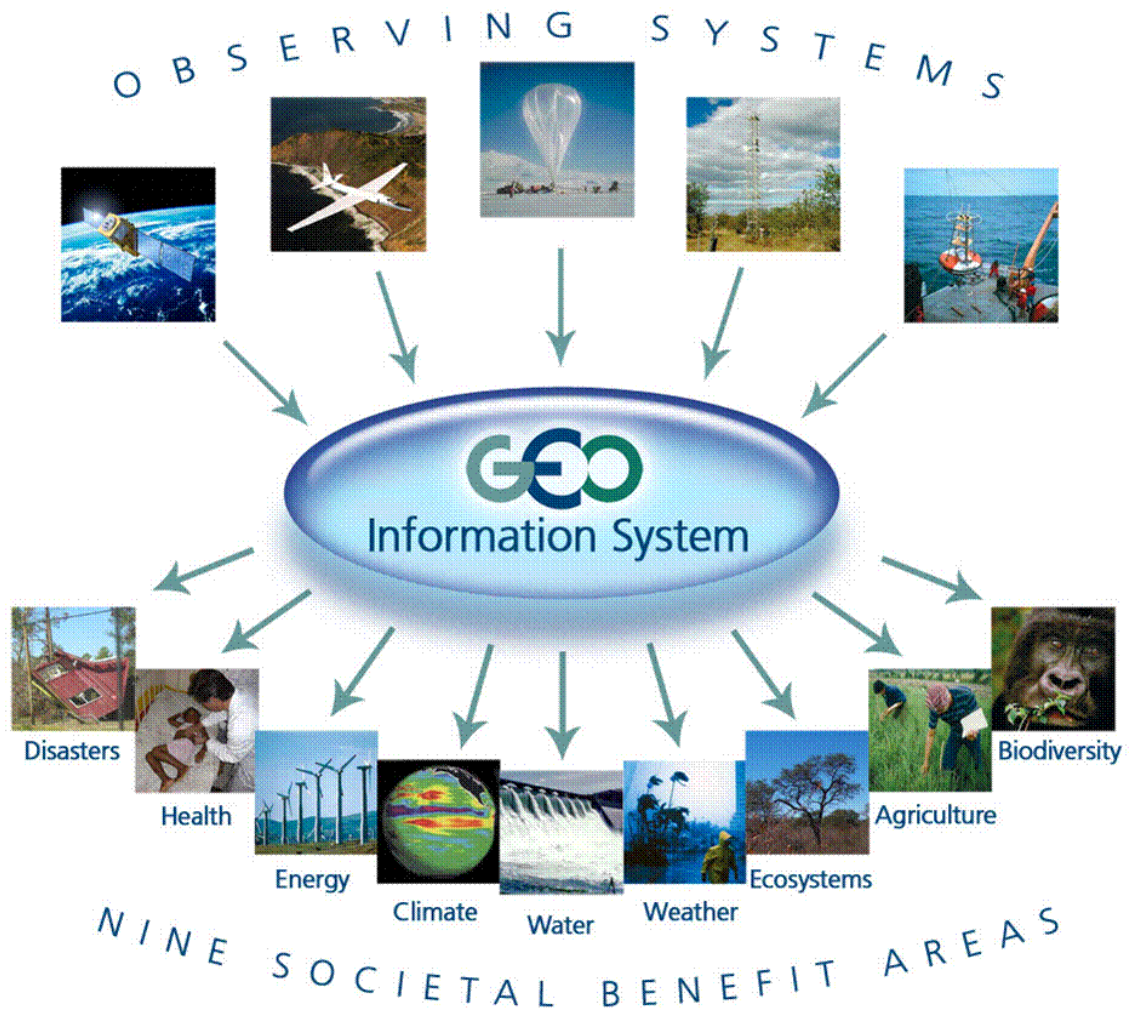 OBSERVING SYSTEMS
GEO
Information System
Disasters
Health
Energy
Climate
Water
Weather
Ecosystems
Agriculture
Biodiversity
NINE SOCIETAL BENEFIT AREAS